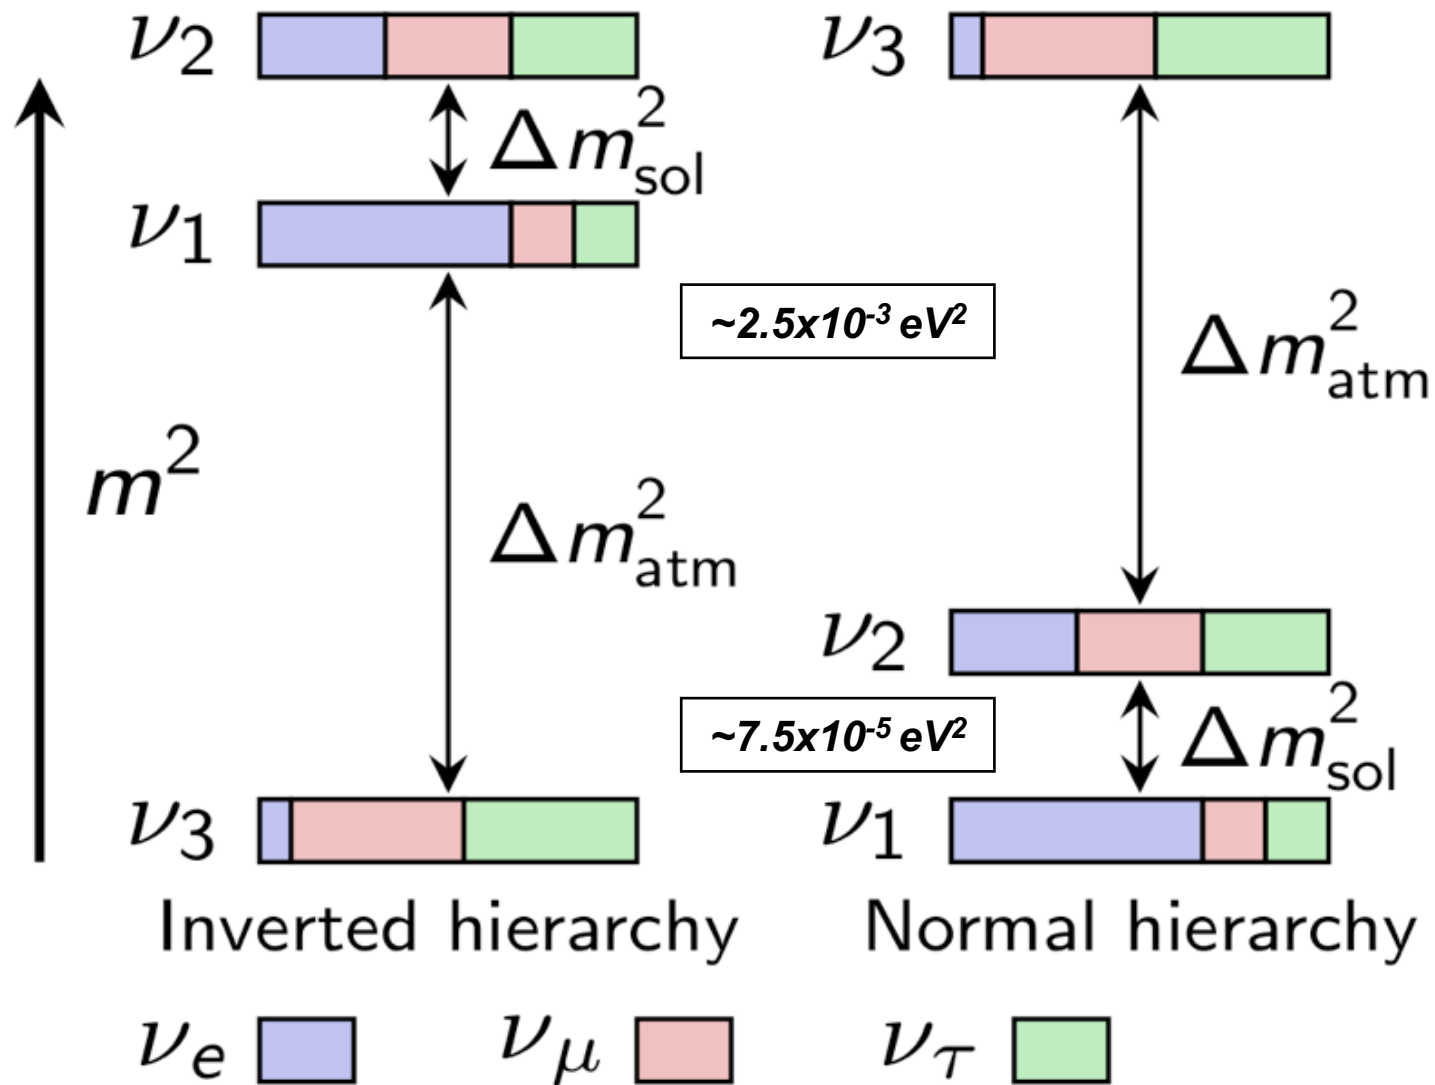 ν₂
ν₃
Δm²sol
ν₁
~2.5x10⁻³ eV²
Δm²atm
m²
Δm²atm
ν₂
~7.5x10⁻⁵ eV²
Δm²sol
ν₃
ν₁
Inverted hierarchy
Normal hierarchy
νe νμ ντ